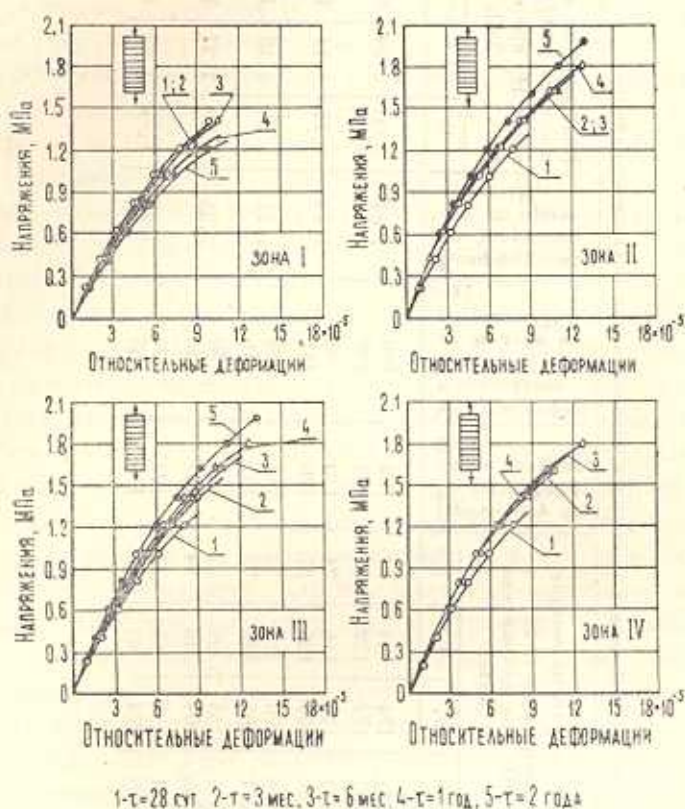 Напряжения, МПа
2.1
1.8
1.5
1.2
0.9
0.6
0.3
0
1;2
3
4
5
ЗОНА I
3 6 9 12 15 18×10⁻⁵
ОТНОСИТЕЛЬНЫЕ ДЕФОРМАЦИИ
Напряжения, МПа
2.1
1.8
1.5
1.2
0.9
0.6
0.3
0
5
4
2;3
1
ЗОНА II
3 6 9 12 15 18×10⁻⁵
ОТНОСИТЕЛЬНЫЕ ДЕФОРМАЦИИ
Напряжения, МПа
2.1
1.8
1.5
1.2
0.9
0.6
0.3
0
5
4
3
2
1
ЗОНА III
3 6 9 12 15 18×10⁻⁵
ОТНОСИТЕЛЬНЫЕ ДЕФОРМАЦИИ
Напряжения, МПа
2.1
1.8
1.5
1.2
0.9
0.6
0.3
0
4
3
2
1
ЗОНА IV
3 6 9 12 15 18×10⁻⁵
ОТНОСИТЕЛЬНЫЕ ДЕФОРМАЦИИ
1-τ=28 СУТ. 2-τ=3 МЕС, 3-τ=6 МЕС, 4-τ=1 ГОД, 5-τ=2 ГОДА